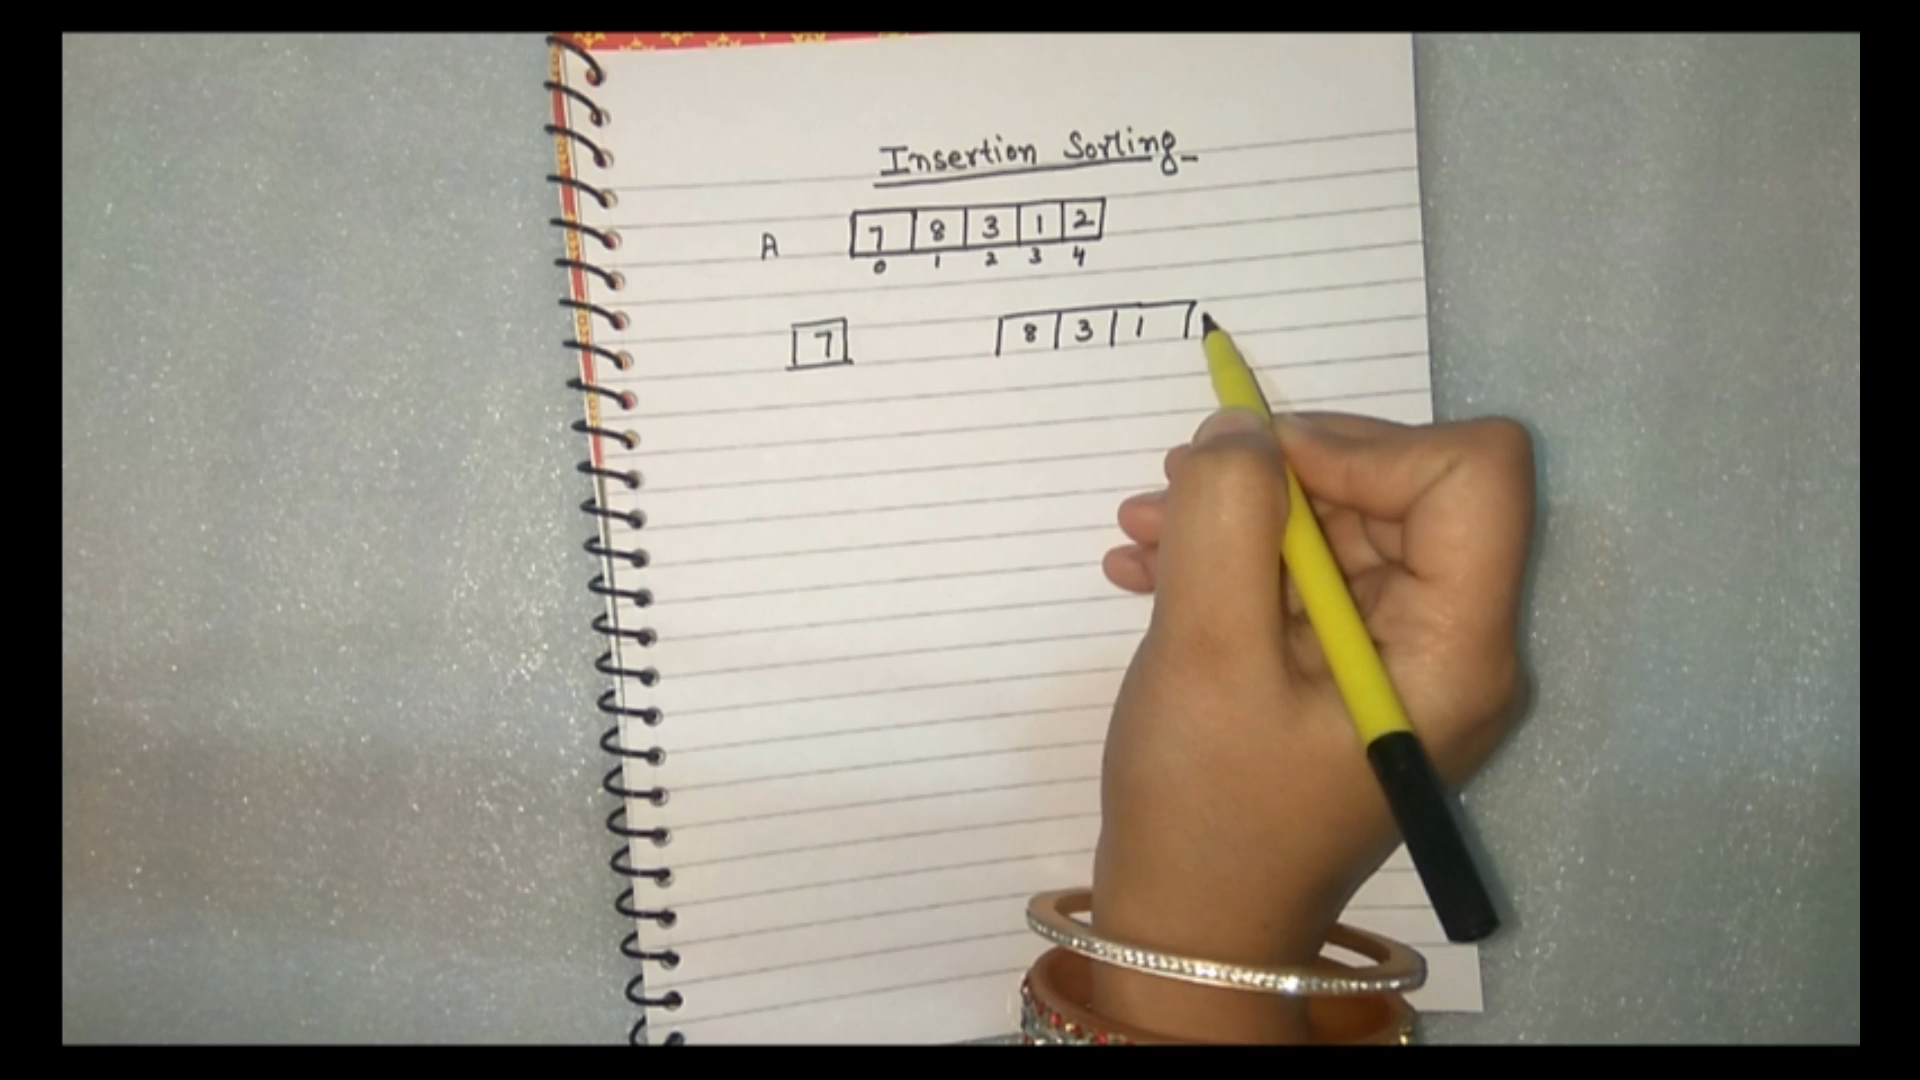 Insertion Sorting
A 7 8 3 1 2
0 1 2 3 4
7 8 3 1